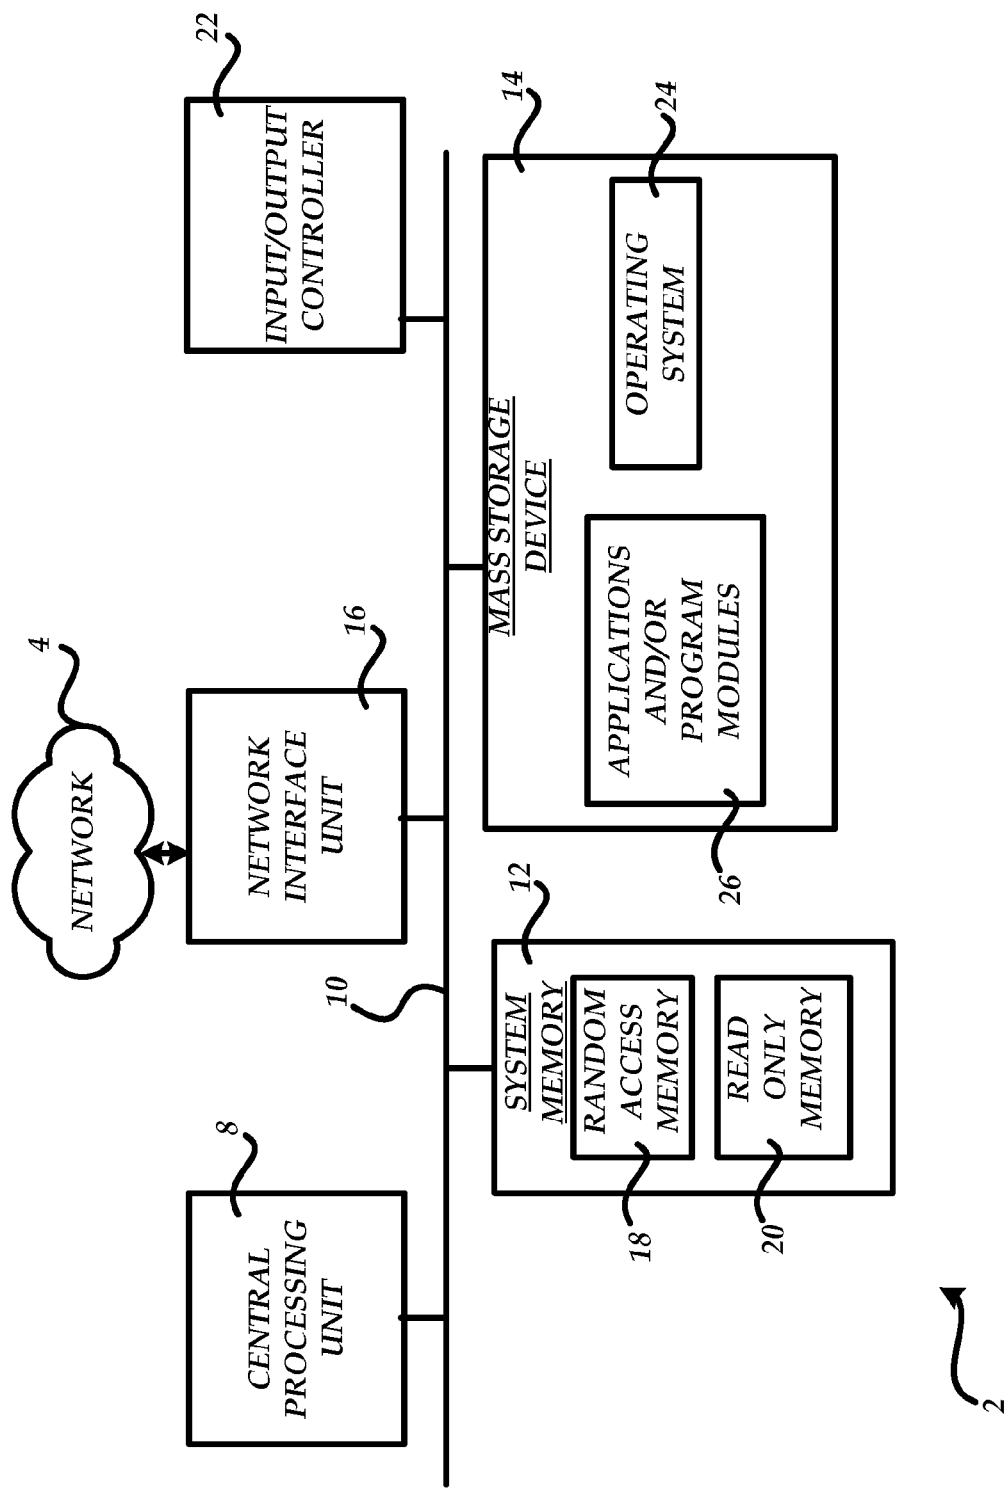 4
NETWORK
8
CENTRAL
PROCESSING
UNIT
16
NETWORK
INTERFACE
UNIT
22
INPUT/OUTPUT
CONTROLLER
10
12
SYSTEM
MEMORY
RANDOM
ACCESS
MEMORY
18
READ
ONLY
MEMORY
20
14
MASS STORAGE
DEVICE
APPLICATIONS
AND/OR
PROGRAM
MODULES
26
OPERATING
SYSTEM
24
2